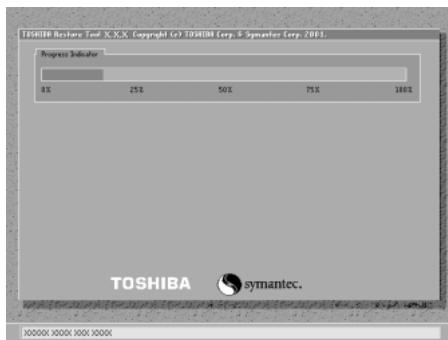 TOSHIBA Restore Tool X.X.X Copyright (c) TOSHIBA Corp. & Symantec Corp. 2001.
Progress Indicator
0% 25% 50% 75% 100%
TOSHIBA symantec.
XXXXX XXXX XXX XXXX